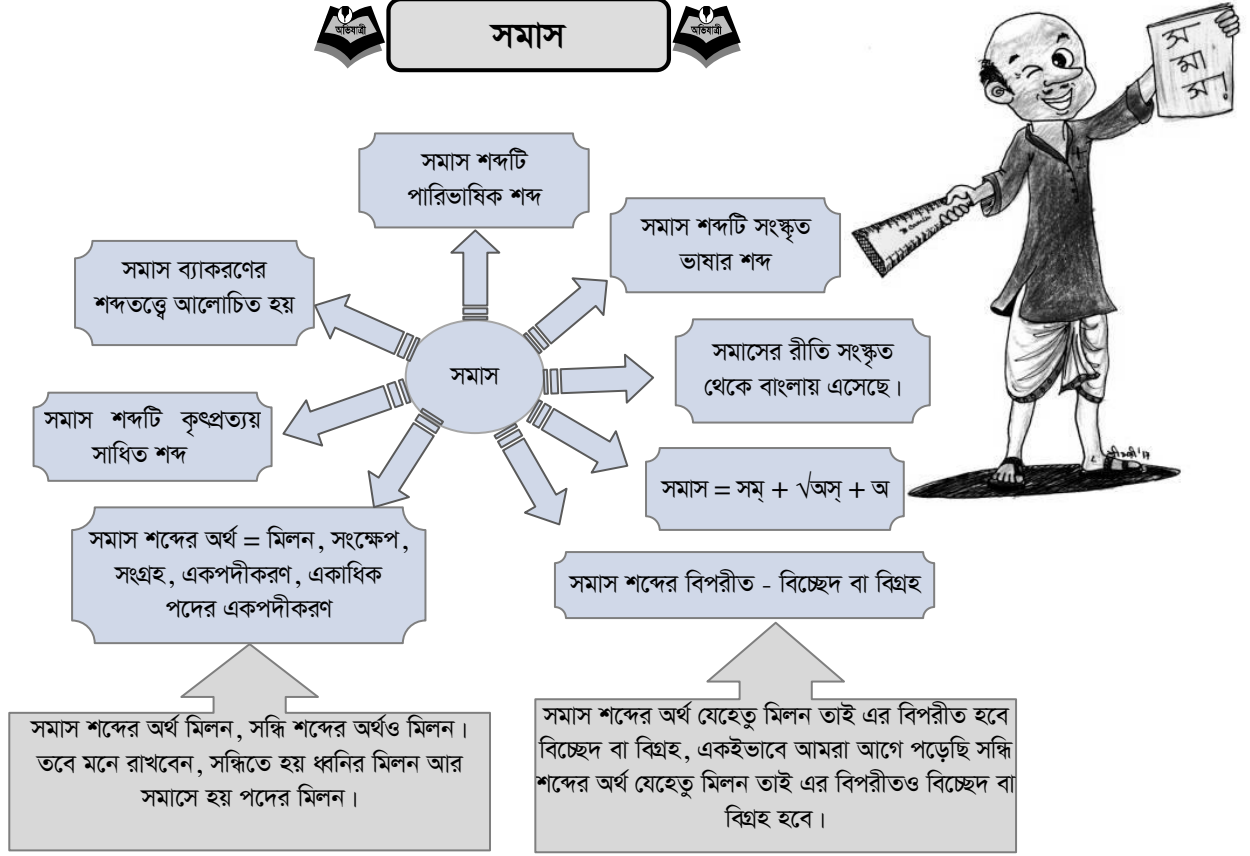 অভিযাত্রী
সমাস
অভিযাত্রী
স
মা
স!
সমাস শব্দটি
পারিভাষিক শব্দ
সমাস শব্দটি সংস্কৃত
ভাষার শব্দ
সমাস ব্যাকরণের
শব্দতত্ত্বে আলোচিত হয়
সমাসের রীতি সংস্কৃত
থেকে বাংলায় এসেছে।
সমাস
সমাস শব্দটি কৃৎপ্রত্যয়
সাধিত শব্দ
সমাস = সম্ + √অস্ + অ
সমাস শব্দের অর্থ = মিলন, সংক্ষেপ,
সংগ্রহ, একপদীকরণ, একাধিক
পদের একপদীকরণ
সমাস শব্দের বিপরীত - বিচ্ছেদ বা বিগ্রহ
সমাস শব্দের অর্থ মিলন, সন্ধি শব্দের অর্থও মিলন।
তবে মনে রাখবেন, সন্ধিতে হয় ধ্বনির মিলন আর
সমাসে হয় পদের মিলন।
সমাস শব্দের অর্থ যেহেতু মিলন তাই এর বিপরীত হবে
বিচ্ছেদ বা বিগ্রহ, একইভাবে আমরা আগে পড়েছি সন্ধি
শব্দের অর্থ যেহেতু মিলন তাই এর বিপরীতও বিচ্ছেদ বা
বিগ্রহ হবে।